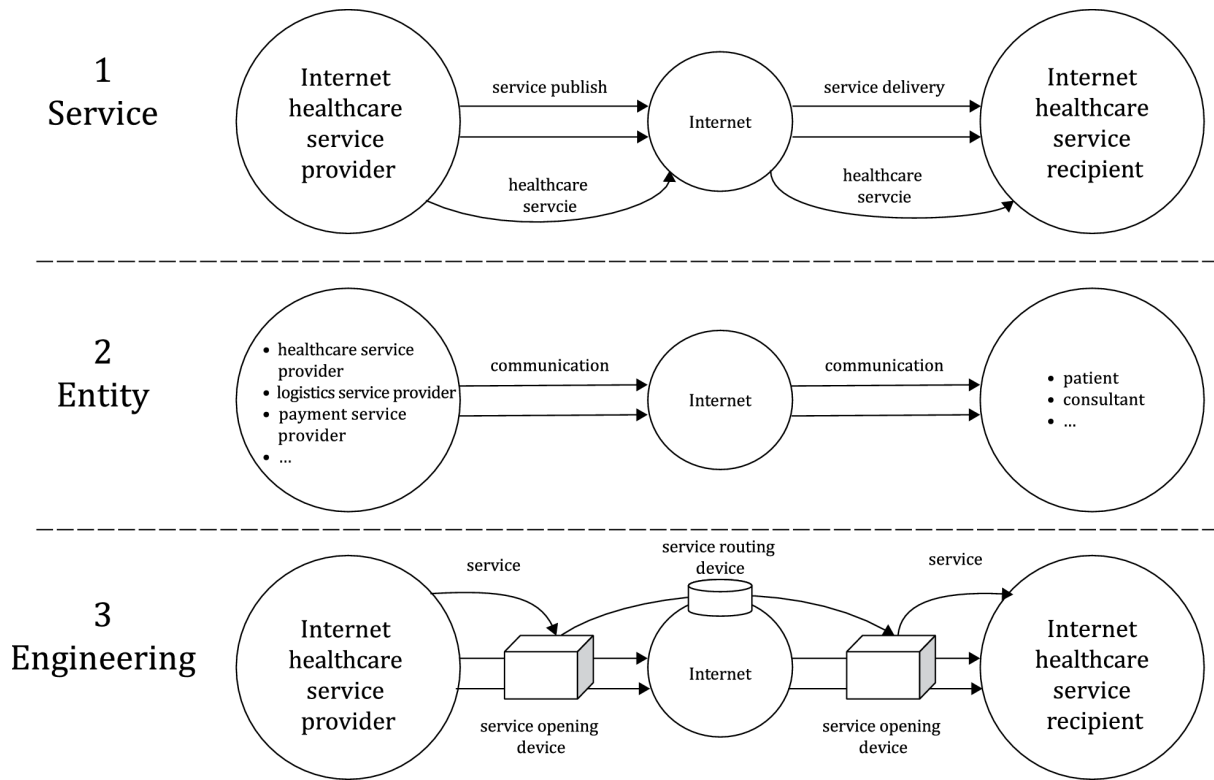 1
Service
Internet
healthcare
service
provider
service publish
healthcare
servcie
Internet
service delivery
healthcare
servcie
Internet
healthcare
service
recipient
2
Entity
• healthcare service
provider
• logistics service provider
• payment service
provider
• ...
communication
Internet
communication
• patient
• consultant
• ...
3
Engineering
Internet
healthcare
service
provider
service
service opening
device
service routing
device
Internet
service
service opening
device
Internet
healthcare
service
recipient